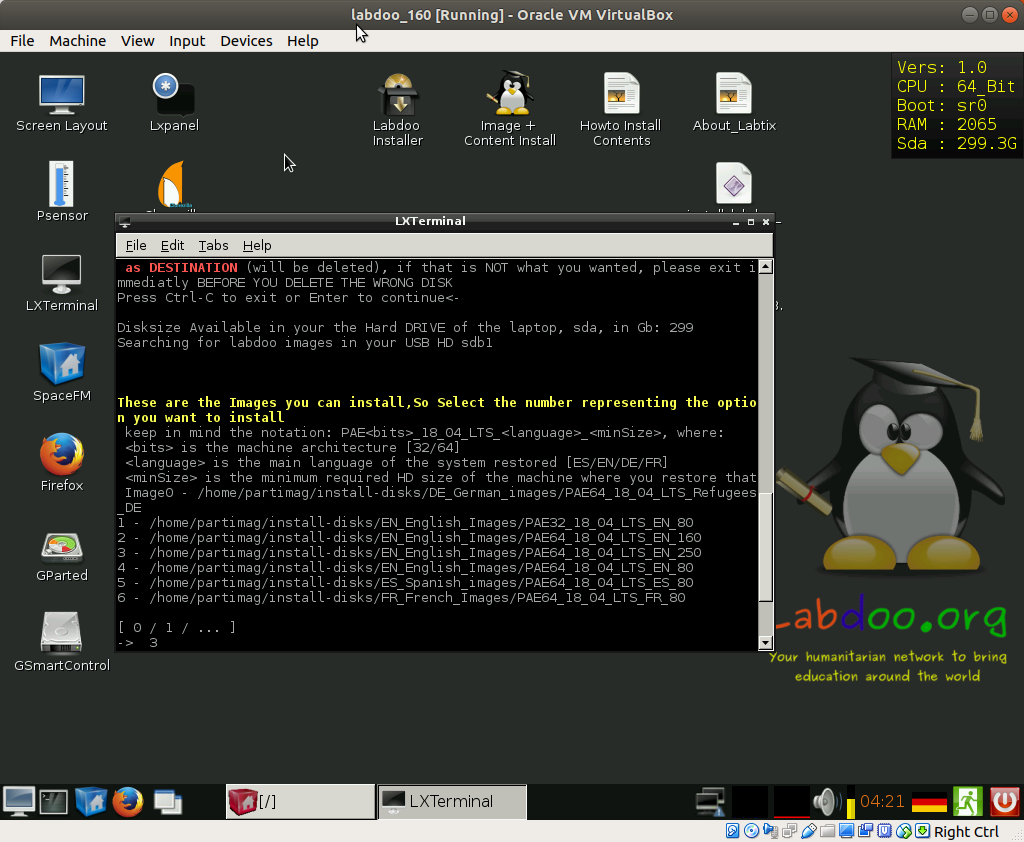 labdoo_160 [Running] - Oracle VM VirtualBox
File Machine View Input Devices Help
Vers: 1.0
CPU : 64_Bit
Boot: sr0
RAM : 2065
Sda : 299.3G
Screen Layout
Lxpanel
Labdoo
Installer
Image +
Content Install
Howto Install
Contents
About_Labtix
Psensor
LXTerminal
SpaceFM
Firefox
GParted
GSmartControl
LXTerminal
File Edit Tabs Help
as DESTINATION (will be deleted), if that is NOT what you wanted, please exit i
mmediatly BEFORE YOU DELETE THE WRONG DISK
Press Ctrl-C to exit or Enter to continue<-
Disksize Available in your the Hard DRIVE of the laptop, sda, in Gb: 299
Searching for labdoo images in your USB HD sdb1
These are the Images you can install,So Select the number representing the optio
n you want to install
keep in mind the notation: PAE<bits>_18_04_LTS_<language>_<minSize>, where:
<bits> is the machine architecture [32/64]
<language> is the main language of the system restored [ES/EN/DE/FR]
<minSize> is the minimum required HD size of the machine where you restore that
Image0 - /home/partimag/install-disks/DE_German_images/PAE64_18_04_LTS_Refugees
_DE
1 - /home/partimag/install-disks/EN_English_Images/PAE32_18_04_LTS_EN_80
2 - /home/partimag/install-disks/EN_English_Images/PAE64_18_04_LTS_EN_160
3 - /home/partimag/install-disks/EN_English_Images/PAE64_18_04_LTS_EN_250
4 - /home/partimag/install-disks/EN_English_Images/PAE64_18_04_LTS_EN_80
5 - /home/partimag/install-disks/ES_Spanish_images/PAE64_18_04_LTS_ES_80
6 - /home/partimag/install-disks/FR_French_Images/PAE64_18_04_LTS_FR_80
[ 0 / 1 / ... ]
-> 3
Labdoo.org
Your humanitarian network to bring
education around the world
[/]
LXTerminal
04:21
Right Ctrl